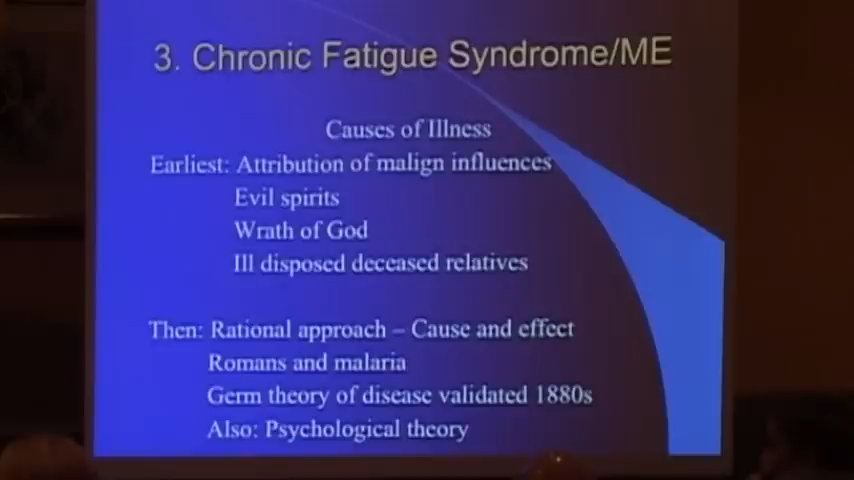 3. Chronic Fatigue Syndrome/ME
Causes of Illness
Earliest: Attribution of malign influences
Evil spirits
Wrath of God
Ill disposed deceased relatives
Then: Rational approach – Cause and effect
Romans and malaria
Germ theory of disease validated 1880s
Also: Psychological theory